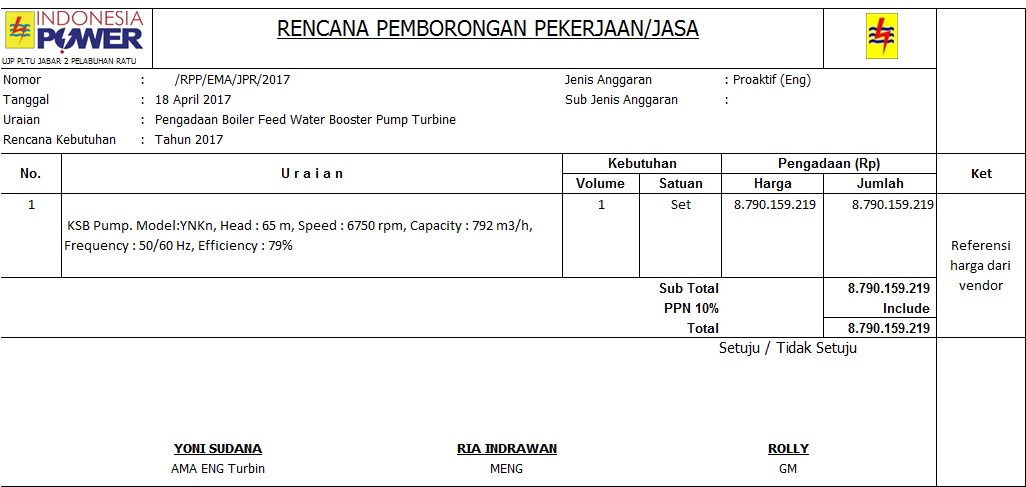 INDONESIA
POWER
UJP PLTU JABAR 2 PELABUHAN RATU
RENCANA PEMBORONGAN PEKERJAAN/JASA
Nomor : /RPP/EMA/JPR/2017 Jenis Anggaran : Proaktif (Eng)
Tanggal : 18 April 2017 Sub Jenis Anggaran :
Uraian : Pengadaan Boiler Feed Water Booster Pump Turbine
Rencana Kebutuhan : Tahun 2017
No. U r a i a n Kebutuhan Pengadaan (Rp) Ket
Volume Satuan Harga Jumlah
1 1 Set 8.790.159.219 8.790.159.219
KSB Pump. Model:YNKn, Head : 65 m, Speed : 6750 rpm, Capacity : 792 m3/h,
Frequency : 50/60 Hz, Efficiency : 79%
Referensi
harga dari
vendor
Sub Total 8.790.159.219
PPN 10% Include
Total 8.790.159.219
Setuju / Tidak Setuju
YONI SUDANA RIA INDRAWAN ROLLY
AMA ENG Turbin MENG GM